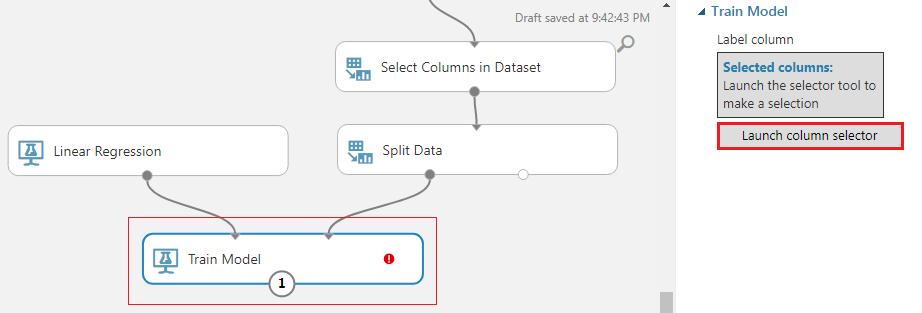 Draft saved at 9:42:43 PM
Select Columns in Dataset
Linear Regression
Split Data
Train Model
1
Train Model
Label column
Selected columns:
Launch the selector tool to
make a selection
Launch column selector